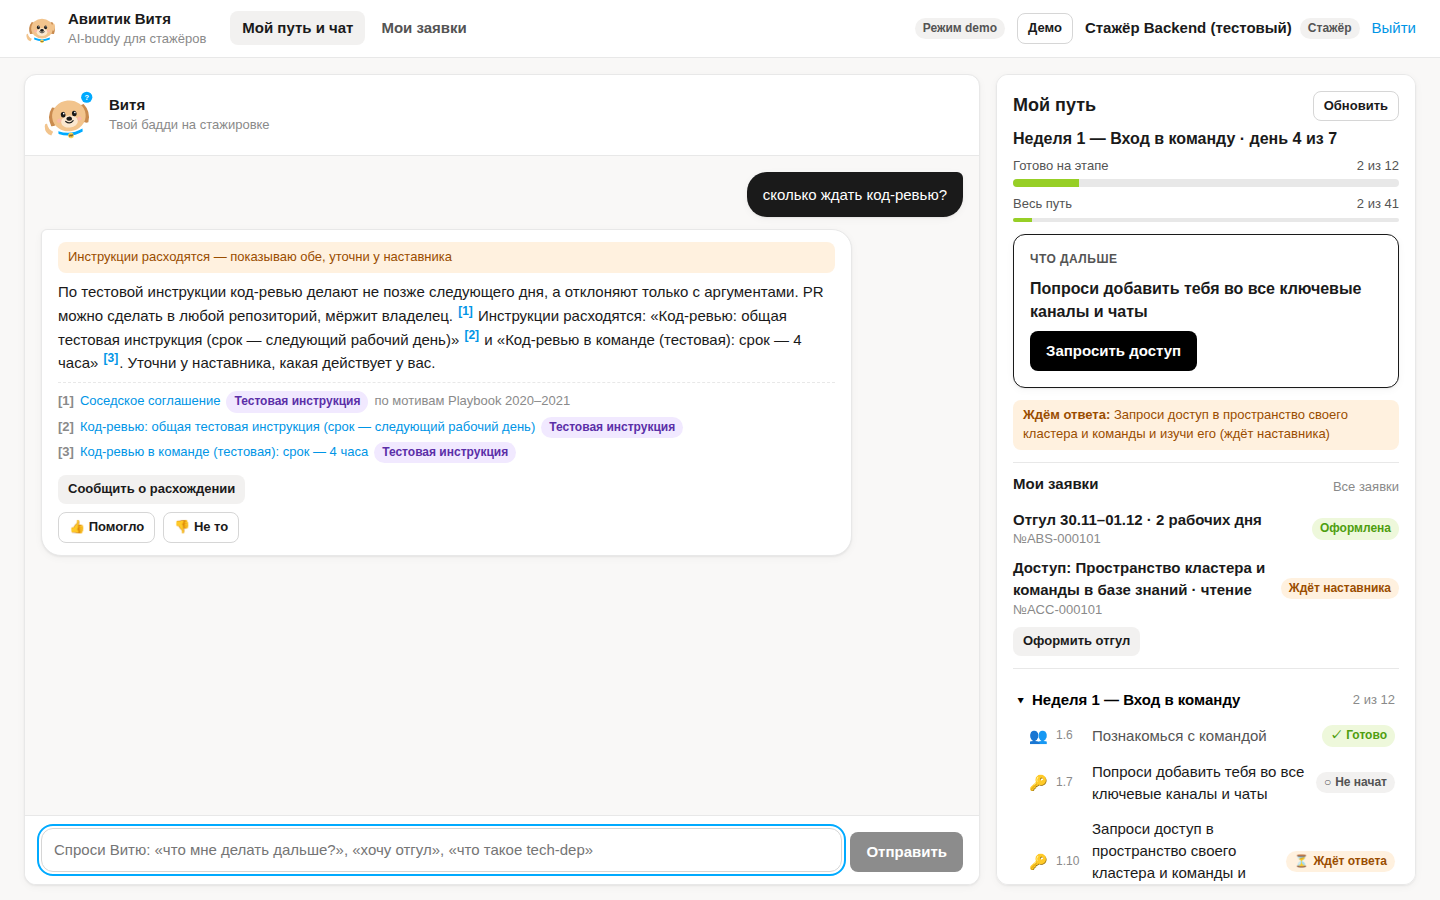 Авиитик Витя
AI-buddy для стажёров
Мой путь и чат
Мои заявки
Режим demo
Демо
Стажёр Backend (тестовый)
Стажёр
Выйти
?
Витя
Твой бадди на стажировке
сколько ждать код-ревью?
Инструкции расходятся — показываю обе, уточни у наставника
По тестовой инструкции код-ревью делают не позже следующего дня, а отклоняют только с аргументами. PR
можно сделать в любой репозиторий, мёржит владелец. [1] Инструкции расходятся: «Код-ревью: общая
тестовая инструкция (срок — следующий рабочий день)» [2] и «Код-ревью в команде (тестовая): срок — 4
часа» [3]. Уточни у наставника, какая действует у вас.
[1] Соседское соглашение Тестовая инструкция по мотивам Playbook 2020–2021
[2] Код-ревью: общая тестовая инструкция (срок — следующий рабочий день) Тестовая инструкция
[3] Код-ревью в команде (тестовая): срок — 4 часа Тестовая инструкция
Сообщить о расхождении
👍 Помогло
👎 Не то
Спроси Витю: «что мне делать дальше?», «хочу отгул», «что такое tech-dep»
Отправить
Мой путь
Обновить
Неделя 1 — Вход в команду · день 4 из 7
Готово на этапе 2 из 12
Весь путь 2 из 41
ЧТО ДАЛЬШЕ
Попроси добавить тебя во все ключевые
каналы и чаты
Запросить доступ
Ждём ответа: Запроси доступ в пространство своего
кластера и команды и изучи его (ждёт наставника)
Мои заявки
Все заявки
Отгул 30.11–01.12 · 2 рабочих дня
№ABS-000101
Оформлена
Доступ: Пространство кластера и
команды в базе знаний · чтение
№ACC-000101
Ждёт наставника
Оформить отгул
▼ Неделя 1 — Вход в команду 2 из 12
👥 1.6 Познакомься с командой ✓ Готово
🔑 1.7 Попроси добавить тебя во все
ключевые каналы и чаты
○ Не начат
🔑 1.10 Запроси доступ в
пространство своего
кластера и команды и
⏳ Ждёт ответа